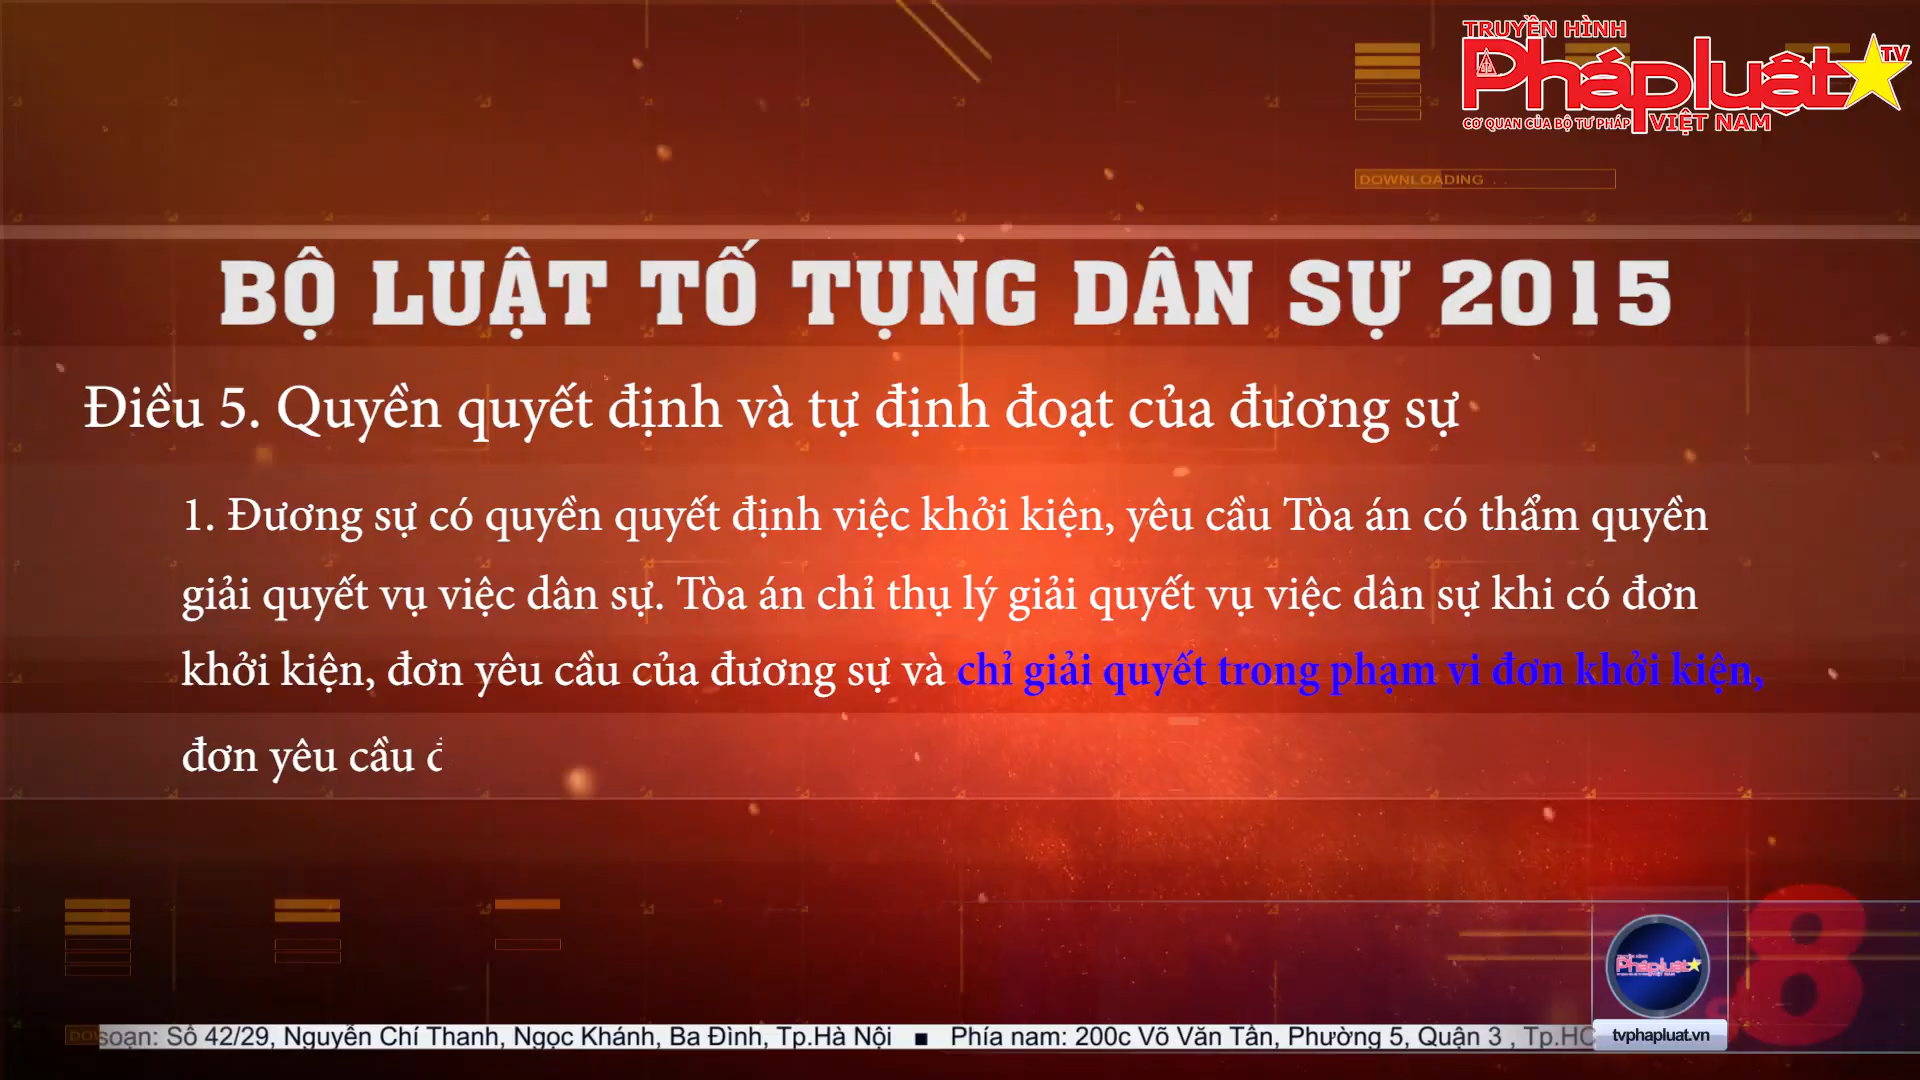 TRUYỀN HÌNH
Pháp luật TV
CƠ QUAN CỦA BỘ TƯ PHÁP VIỆT NAM
DOWNLOADING . .
BỘ LUẬT TỐ TỤNG DÂN SỰ 2015
Điều 5. Quyền quyết định và tự định đoạt của đương sự
1. Đương sự có quyền quyết định việc khởi kiện, yêu cầu Tòa án có thẩm quyền
giải quyết vụ việc dân sự. Tòa án chỉ thụ lý giải quyết vụ việc dân sự khi có đơn
khởi kiện, đơn yêu cầu của đương sự và chỉ giải quyết trong phạm vi đơn khởi kiện,
đơn yêu cầu
8
Pháp luật
soạn: Số 42/29, Nguyễn Chí Thanh, Ngọc Khánh, Ba Đình, Tp.Hà Nội ■ Phía nam: 200c Võ Văn Tần, Phường 5, Quận 3 , Tp.HC
tvphapluat.vn